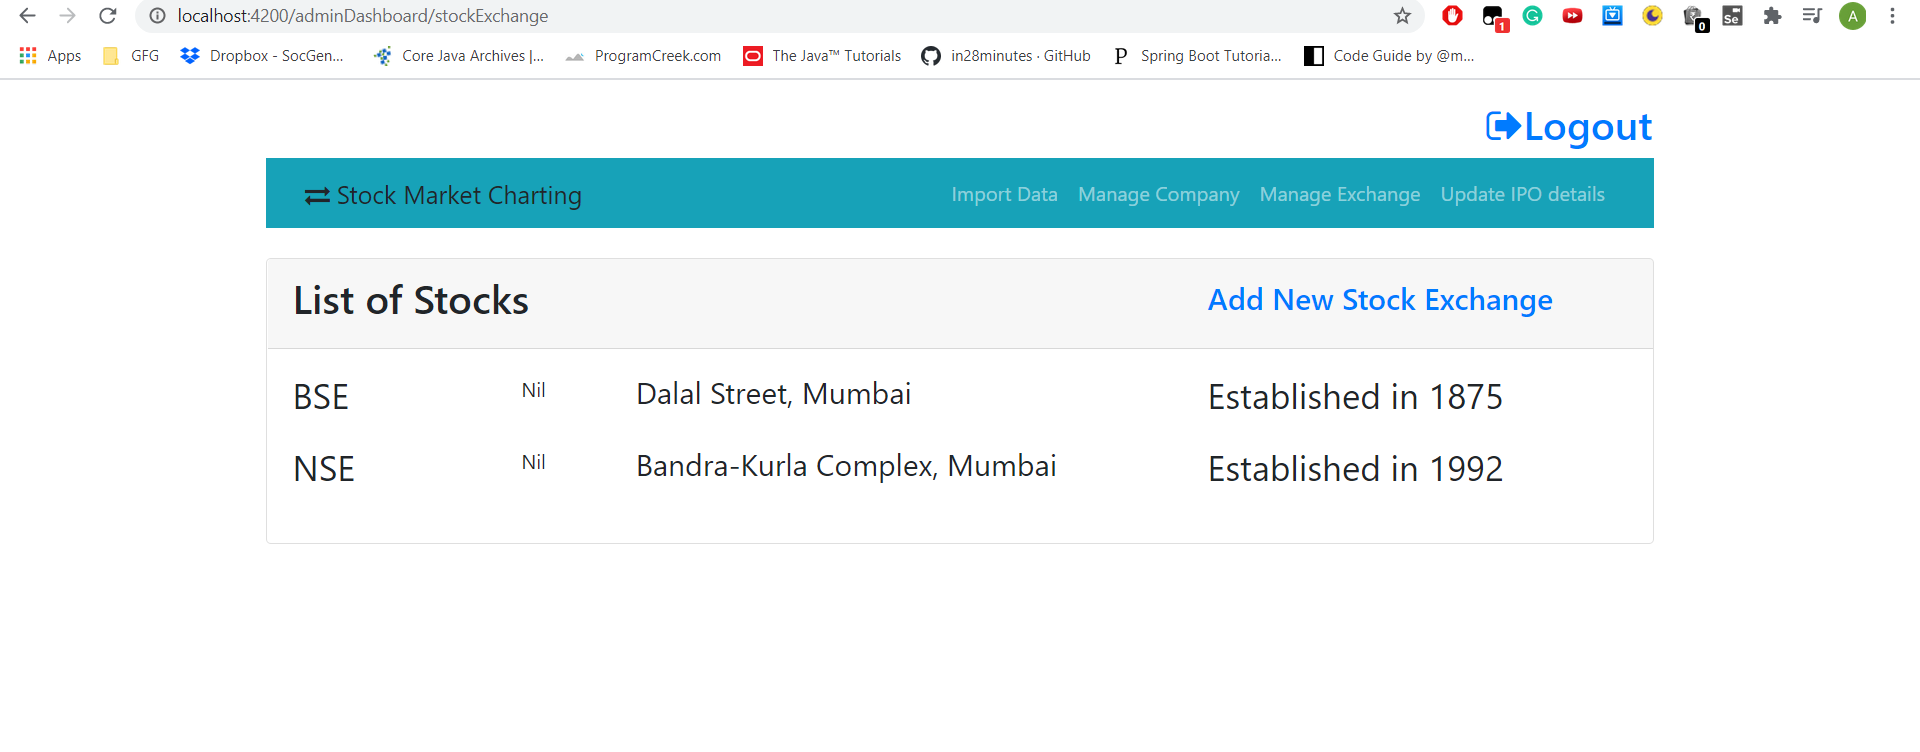 localhost:4200/adminDashboard/stockExchange
1 0 Se A
Apps GFG Dropbox - SocGen... Core Java Archives |... ProgramCreek.com The Java™ Tutorials in28minutes · GitHub P Spring Boot Tutoria... Code Guide by @m...
Logout
Stock Market Charting Import Data Manage Company Manage Exchange Update IPO details
List of Stocks Add New Stock Exchange
BSE Nil Dalal Street, Mumbai Established in 1875
NSE Nil Bandra-Kurla Complex, Mumbai Established in 1992